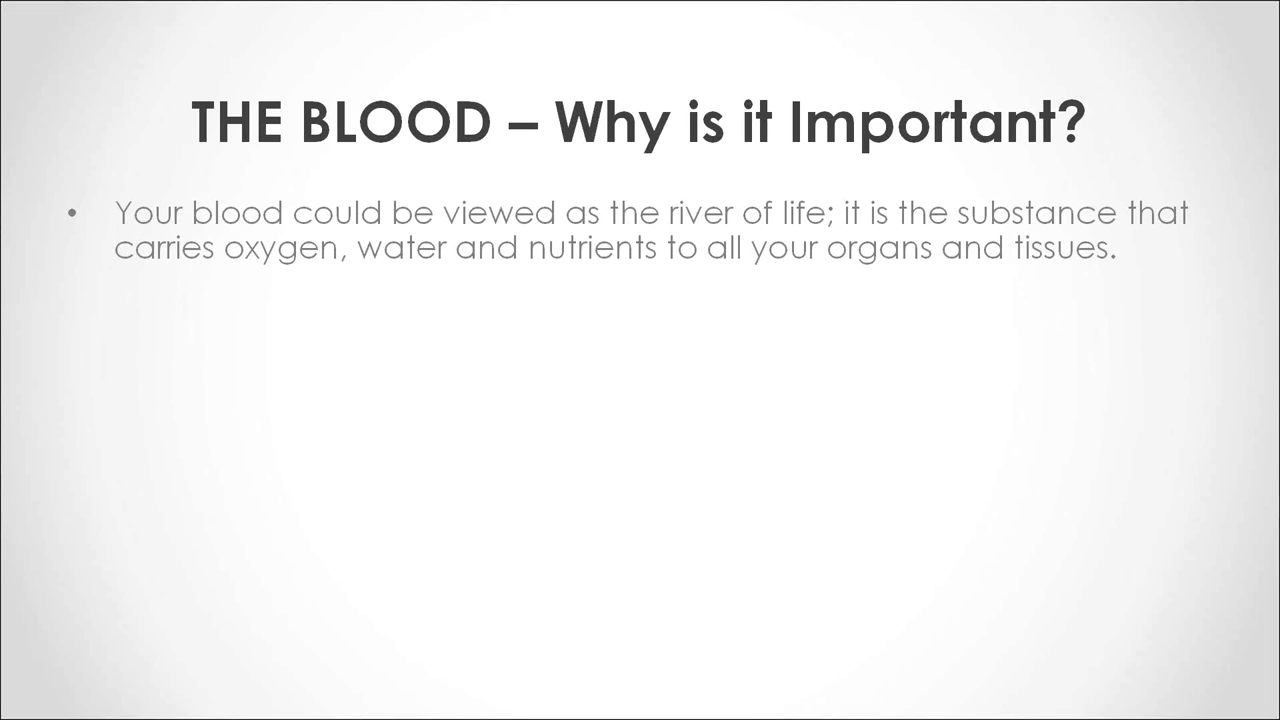 THE BLOOD – Why is it Important?
• Your blood could be viewed as the river of life; it is the substance that
carries oxygen, water and nutrients to all your organs and tissues.